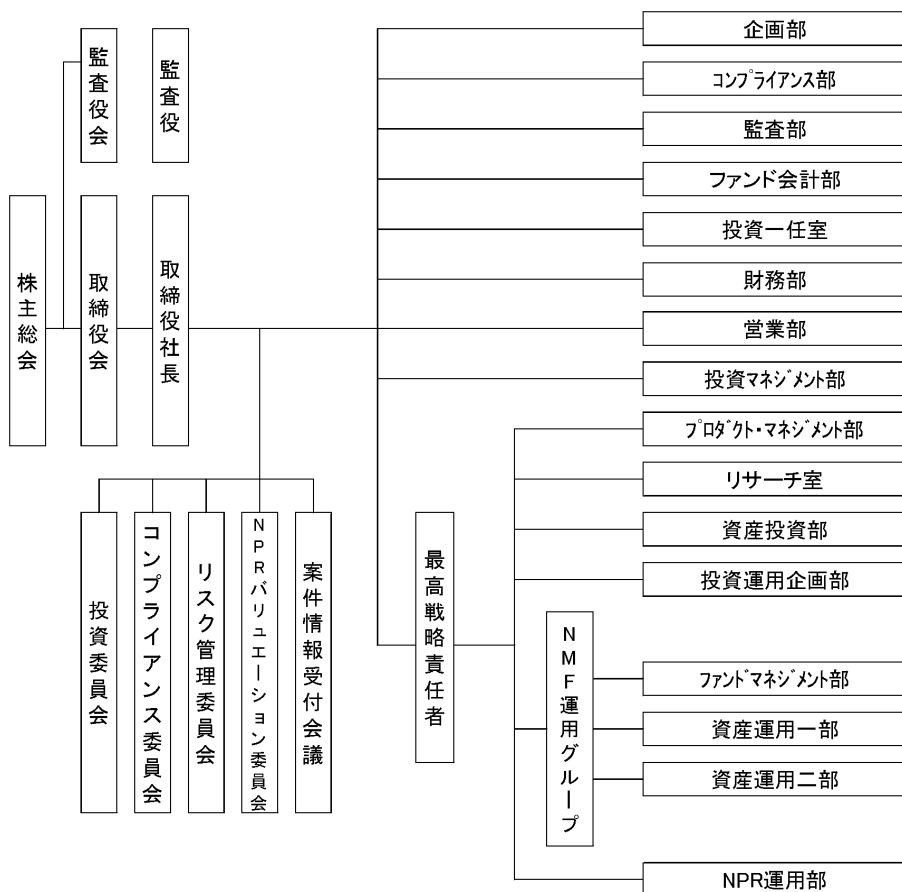 監査役会
監査役
株主総会
取締役会
取締役社長
投資委員会
コンプライアンス委員会
リスク管理委員会
NPRバリュエーション委員会
案件情報受付会議
最高戦略責任者
NMF運用グループ
企画部
コンプライアンス部
監査部
ファンド会計部
投資一任室
財務部
営業部
投資マネジメント部
プロダクト・マネジメント部
リサーチ室
資産投資部
投資運用企画部
ファンドマネジメント部
資産運用一部
資産運用二部
NPR運用部